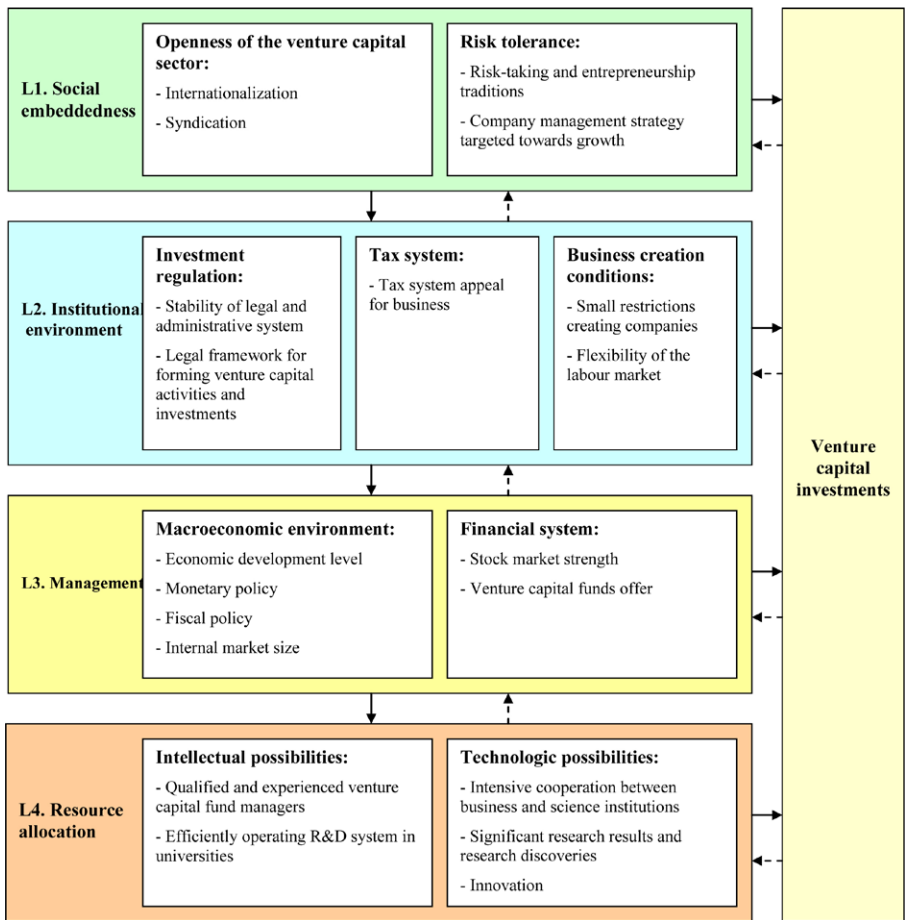 L1. Social
embeddedness
Openness of the venture capital
sector:
- Internationalization
- Syndication
Risk tolerance:
- Risk-taking and entrepreneurship
traditions
- Company management strategy
targeted towards growth
L2. Institutional
environment
Investment
regulation:
- Stability of legal and
administrative system
- Legal framework for
forming venture capital
activities and
investments
Tax system:
- Tax system appeal
for business
Business creation
conditions:
- Small restrictions
creating companies
- Flexibility of the
labour market
L3. Management
Macroeconomic environment:
- Economic development level
- Monetary policy
- Fiscal policy
- Internal market size
Financial system:
- Stock market strength
- Venture capital funds offer
L4. Resource
allocation
Intellectual possibilities:
- Qualified and experienced venture
capital fund managers
- Efficiently operating R&D system in
universities
Technologic possibilities:
- Intensive cooperation between
business and science institutions
- Significant research results and
research discoveries
- Innovation
Venture
capital
investments